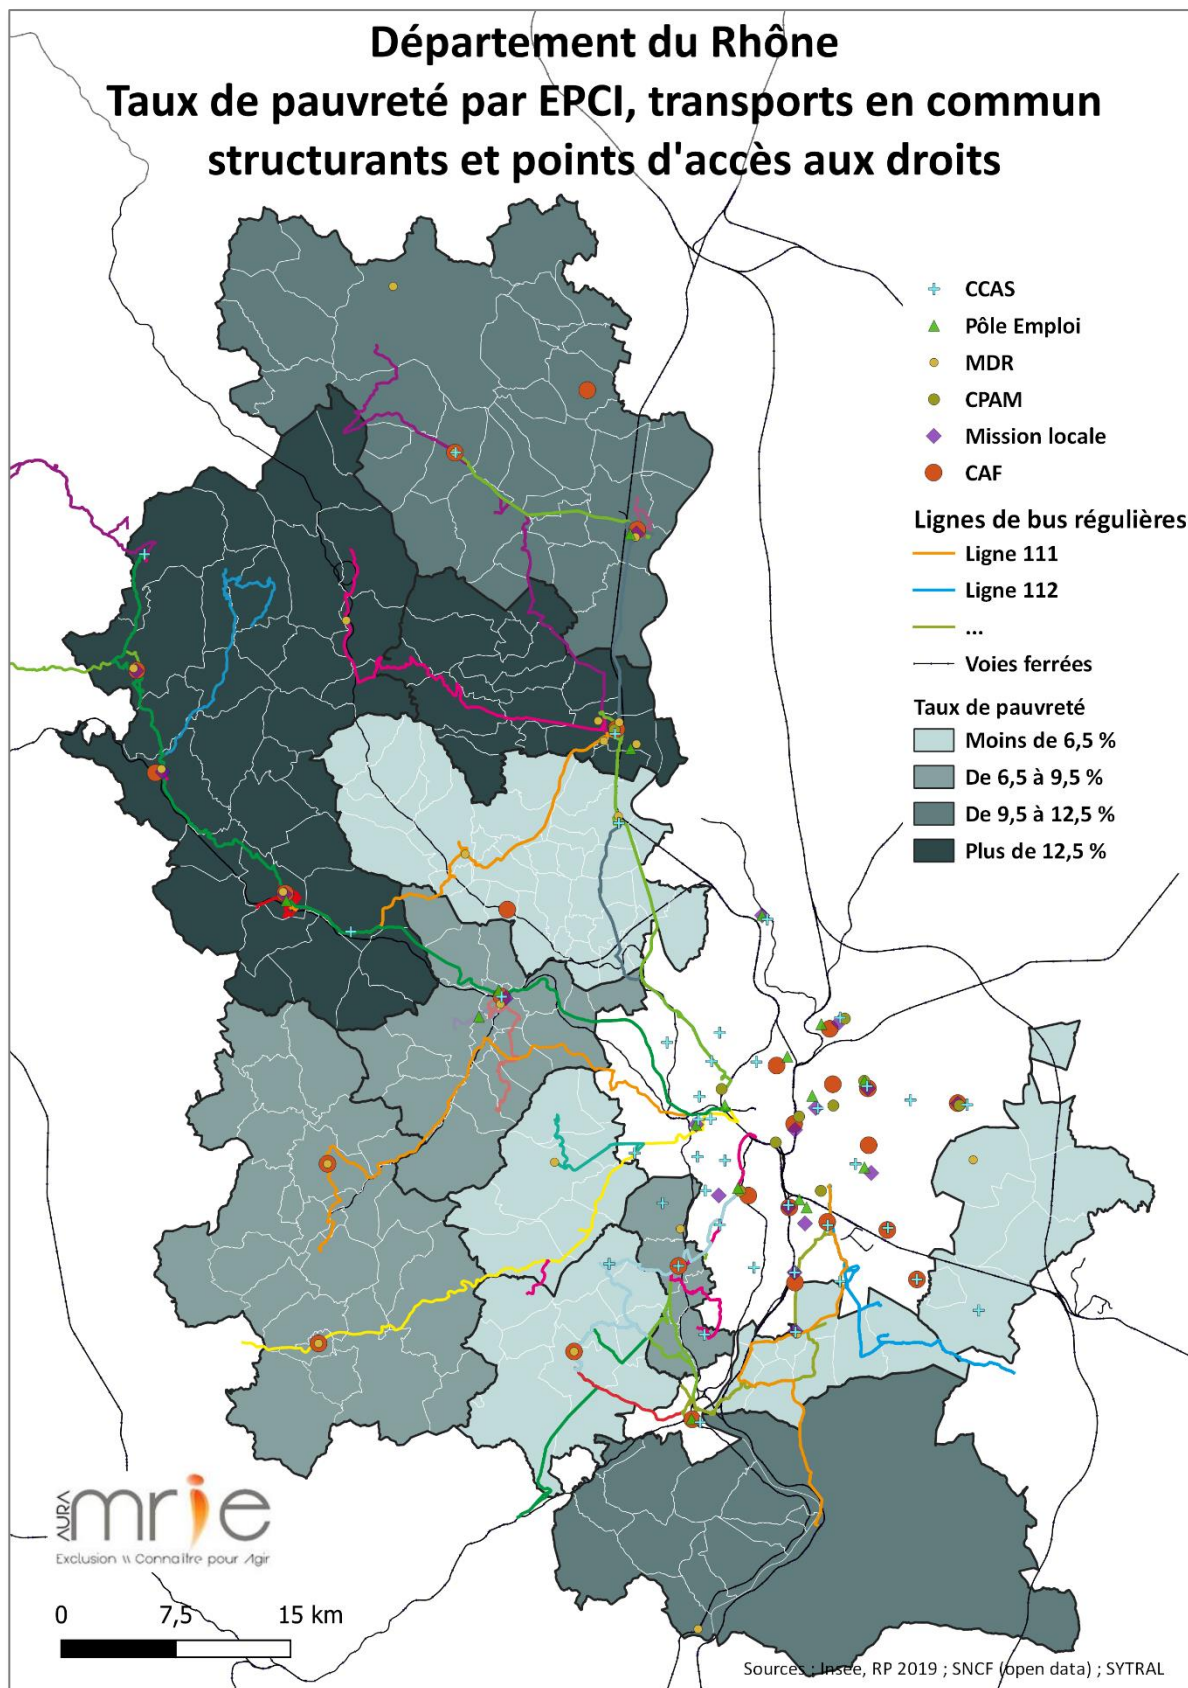 Département du Rhône
Taux de pauvreté par EPCI, transports en commun
structurants et points d'accès aux droits
CCAS
Pôle Emploi
MDR
CPAM
Mission locale
CAF
Lignes de bus régulières
Ligne 111
Ligne 112
...
Voies ferrées
Taux de pauvreté
Moins de 6,5 %
De 6,5 à 9,5 %
De 9,5 à 12,5 %
Plus de 12,5 %
AURA
mrie
Exclusion \\ Connaître pour Agir
0 7,5 15 km
Sources : Insee, RP 2019 ; SNCF (open data) ; SYTRAL